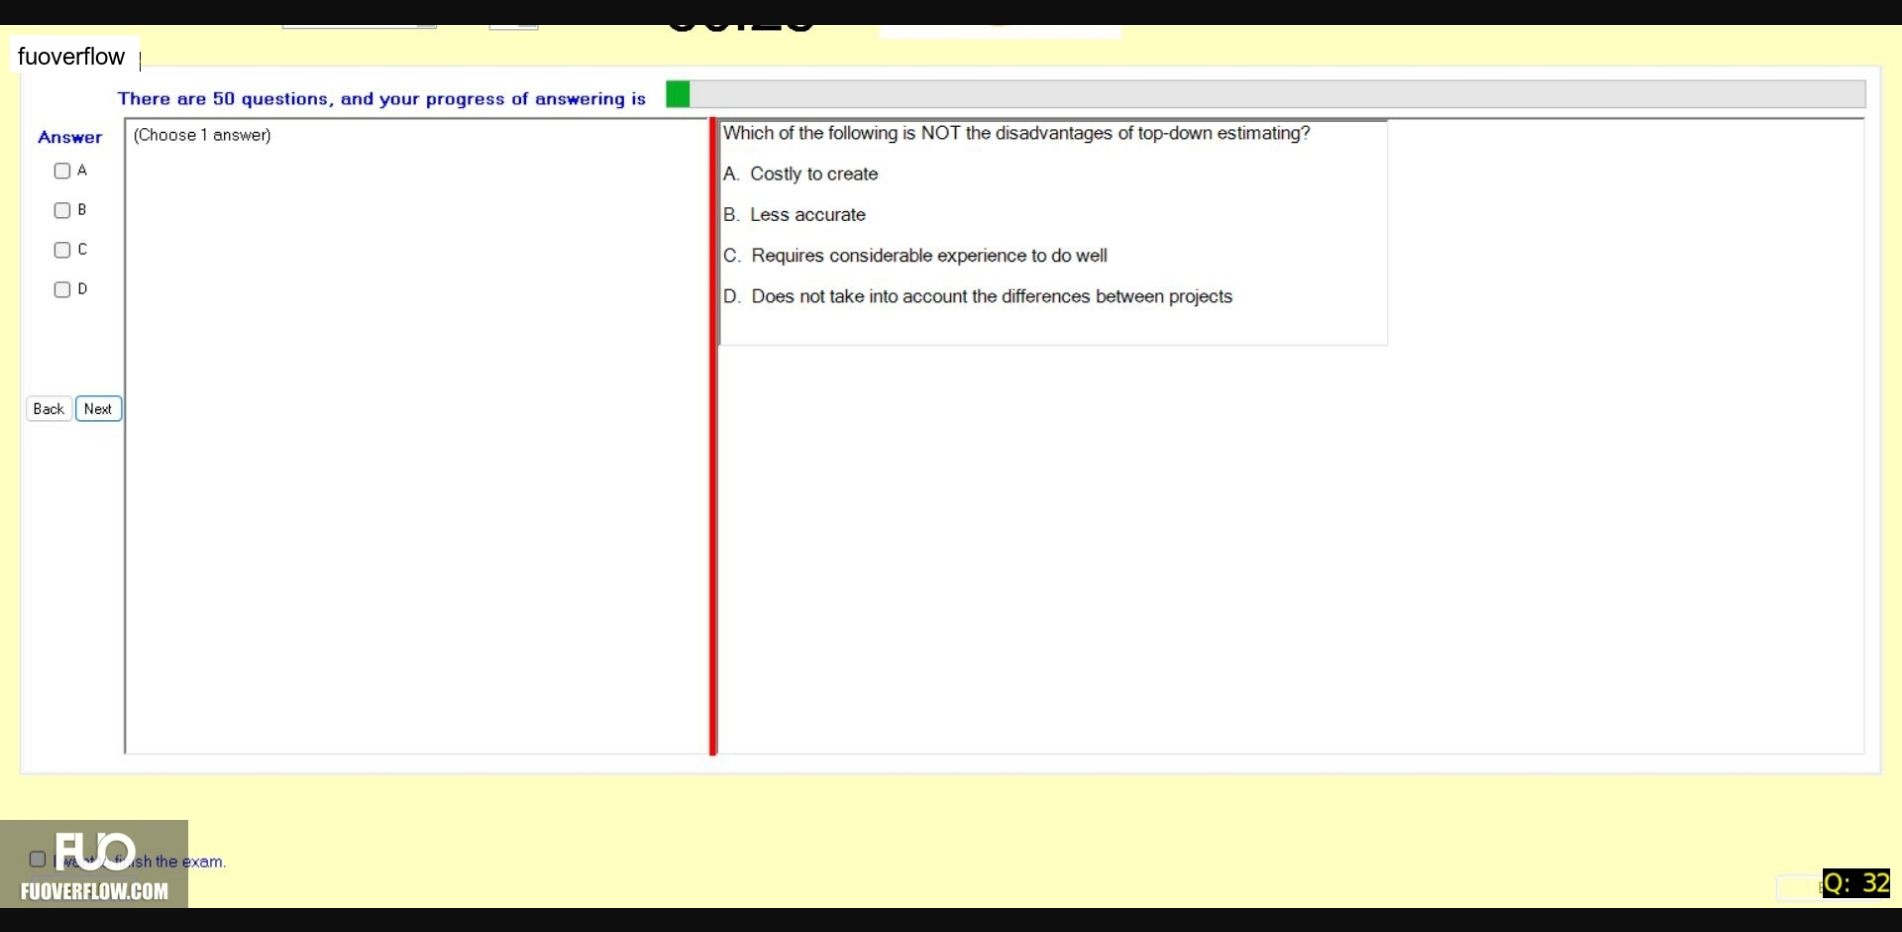 fuoverflow
There are 50 questions, and your progress of answering is
Answer
(Choose 1 answer)
A
B
C
D
Back Next
Which of the following is NOT the disadvantages of top-down estimating?
A. Costly to create
B. Less accurate
C. Requires considerable experience to do well
D. Does not take into account the differences between projects
I want to finish the exam.
FUO
FUOVERFLOW.COM
Q: 32